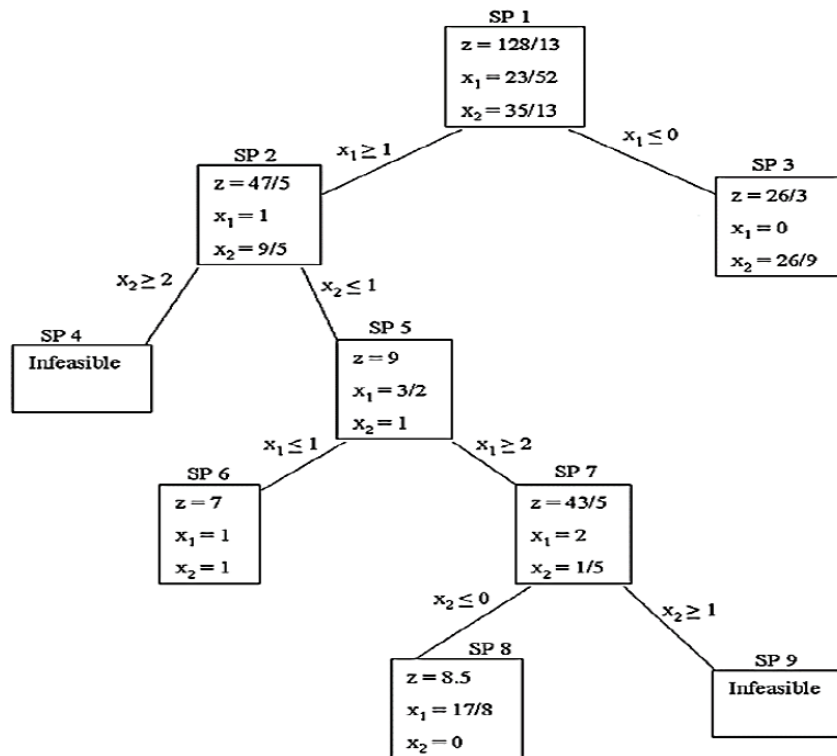 SP 1
z = 128/13
x₁ = 23/52
x₂ = 35/13
x₁ ≥ 1
x₁ ≤ 0
SP 2
z = 47/5
x₁ = 1
x₂ = 9/5
SP 3
z = 26/3
x₁ = 0
x₂ = 26/9
x₂ ≥ 2
x₂ ≤ 1
SP 4
Infeasible
SP 5
z = 9
x₁ = 3/2
x₂ = 1
x₁ ≤ 1
x₁ ≥ 2
SP 6
z = 7
x₁ = 1
x₂ = 1
SP 7
z = 43/5
x₁ = 2
x₂ = 1/5
x₂ ≤ 0
x₂ ≥ 1
SP 8
z = 8.5
x₁ = 17/8
x₂ = 0
SP 9
Infeasible